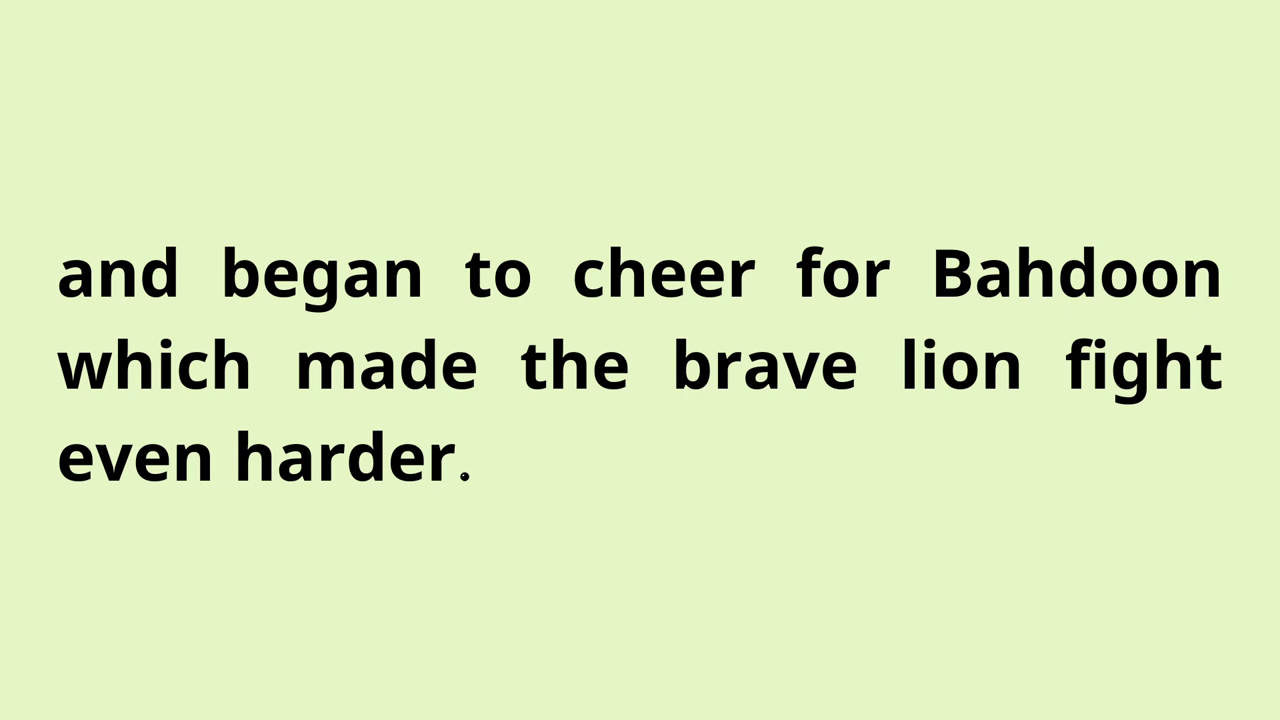 and began to cheer for Bahdoon
which made the brave lion fight
even harder.